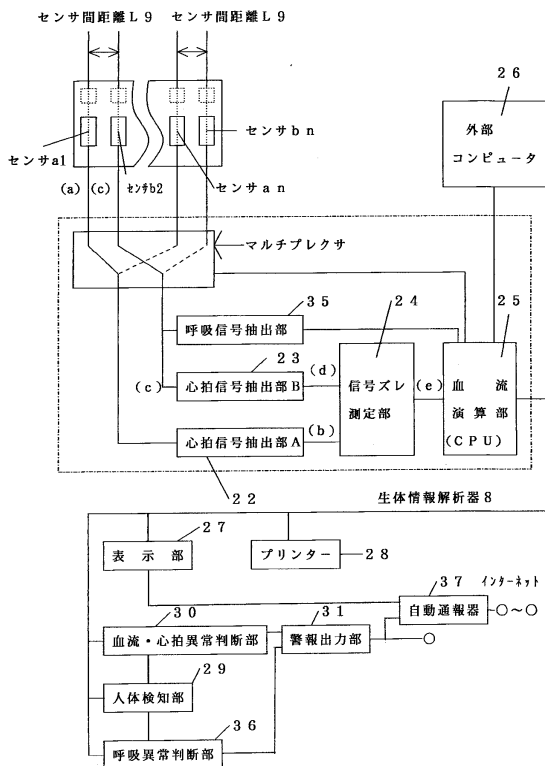 センサ間距離L9 センサ間距離L9
26
外部
コンピュータ
センサbn
センサa1
(a) (c) センサb2 センサan
マルチプレクサ
35 24 25
呼吸信号抽出部
23
(c) 心拍信号抽出部B (d) 信号ズレ (e) 血流
測定部 演算部
(CPU)
心拍信号抽出部A (b)
22 生体情報解析器8
27
表示部 プリンター 28
37 インターネット
30 31 自動通報器 ○~○
血流・心拍異常判断部 警報出力部 ○
29
人体検知部
36
呼吸異常判断部